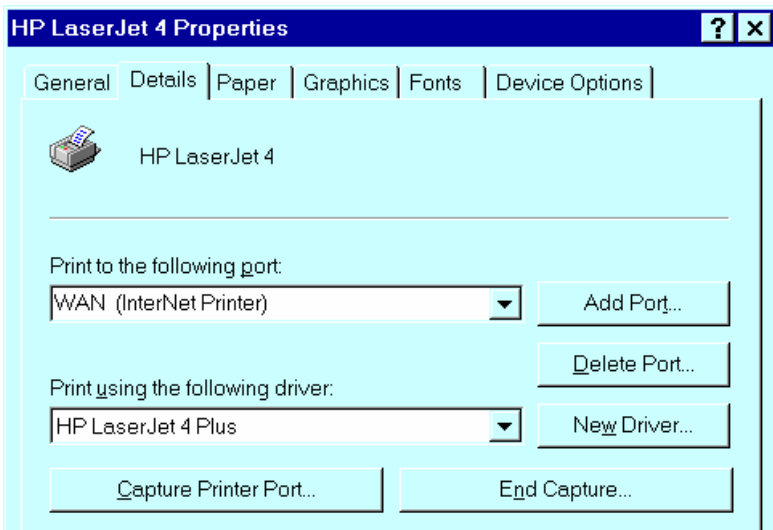 HP LaserJet 4 Properties
General Details Paper Graphics Fonts Device Options
HP LaserJet 4
Print to the following port:
WAN (InterNet Printer)
Add Port...
Delete Port...
Print using the following driver:
HP LaserJet 4 Plus
New Driver...
Capture Printer Port... End Capture...